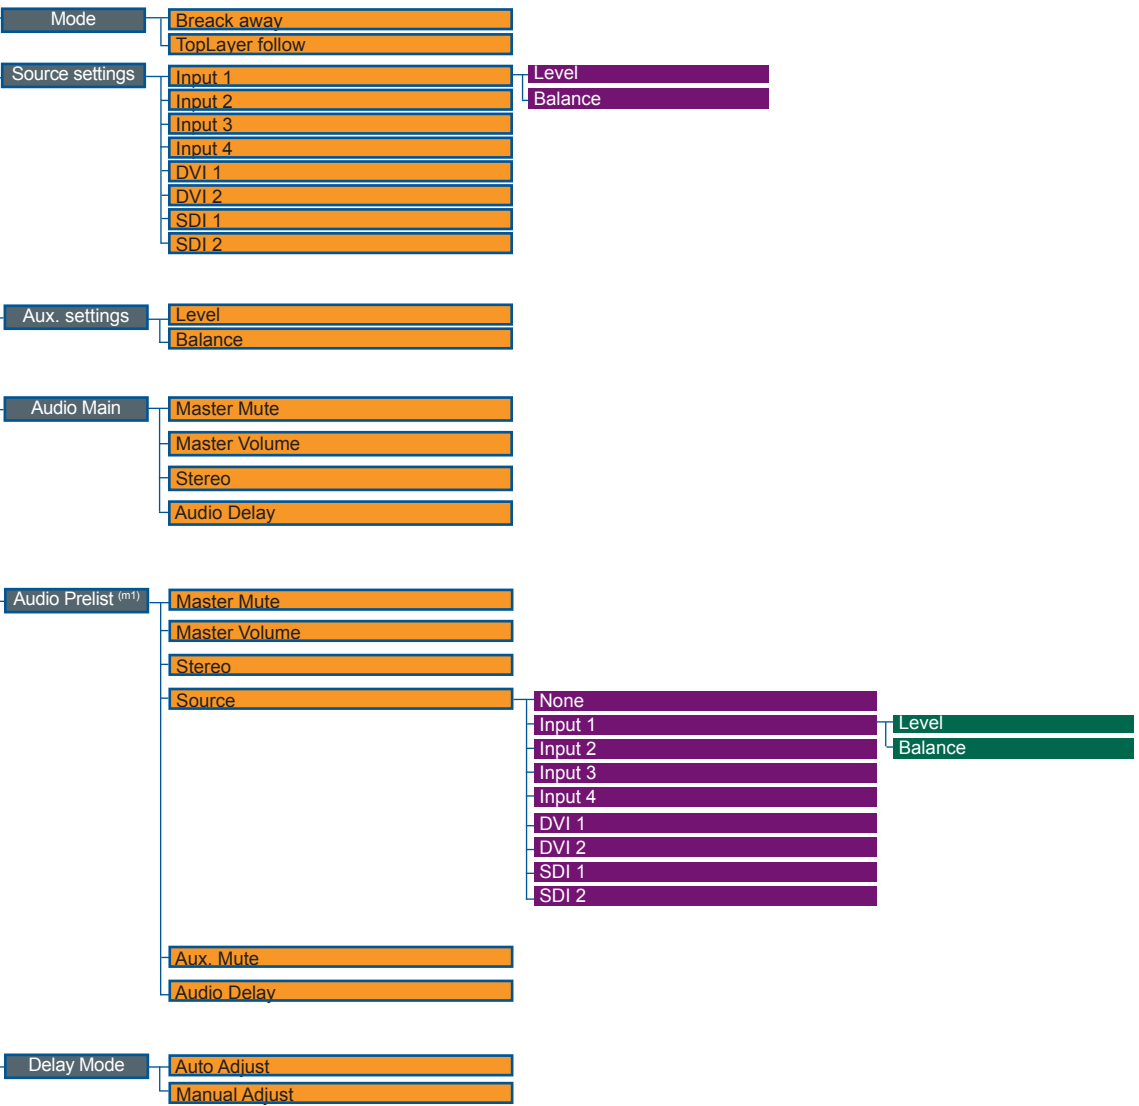 Mode
Breack away
TopLayer follow
Source settings
Input 1
Level
Balance
Input 2
Input 3
Input 4
DVI 1
DVI 2
SDI 1
SDI 2
Aux. settings
Level
Balance
Audio Main
Master Mute
Master Volume
Stereo
Audio Delay
Audio Prelist (m1)
Master Mute
Master Volume
Stereo
Source
None
Input 1
Level
Balance
Input 2
Input 3
Input 4
DVI 1
DVI 2
SDI 1
SDI 2
Aux. Mute
Audio Delay
Delay Mode
Auto Adjust
Manual Adjust